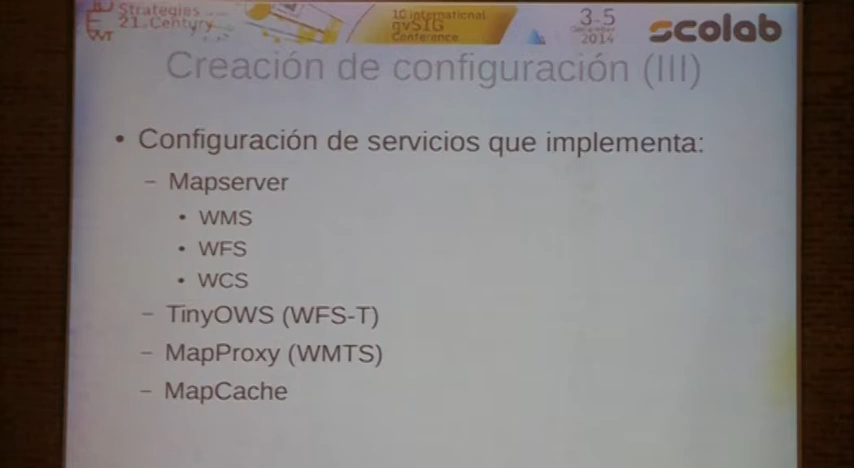 Strategies
21 Century
10 international
gvSIG
Conference
3-5
December
2014
scolab
Creación de configuración (III)
• Configuración de servicios que implementa:
– Mapserver
• WMS
• WFS
• WCS
– TinyOWS (WFS-T)
– MapProxy (WMTS)
– MapCache